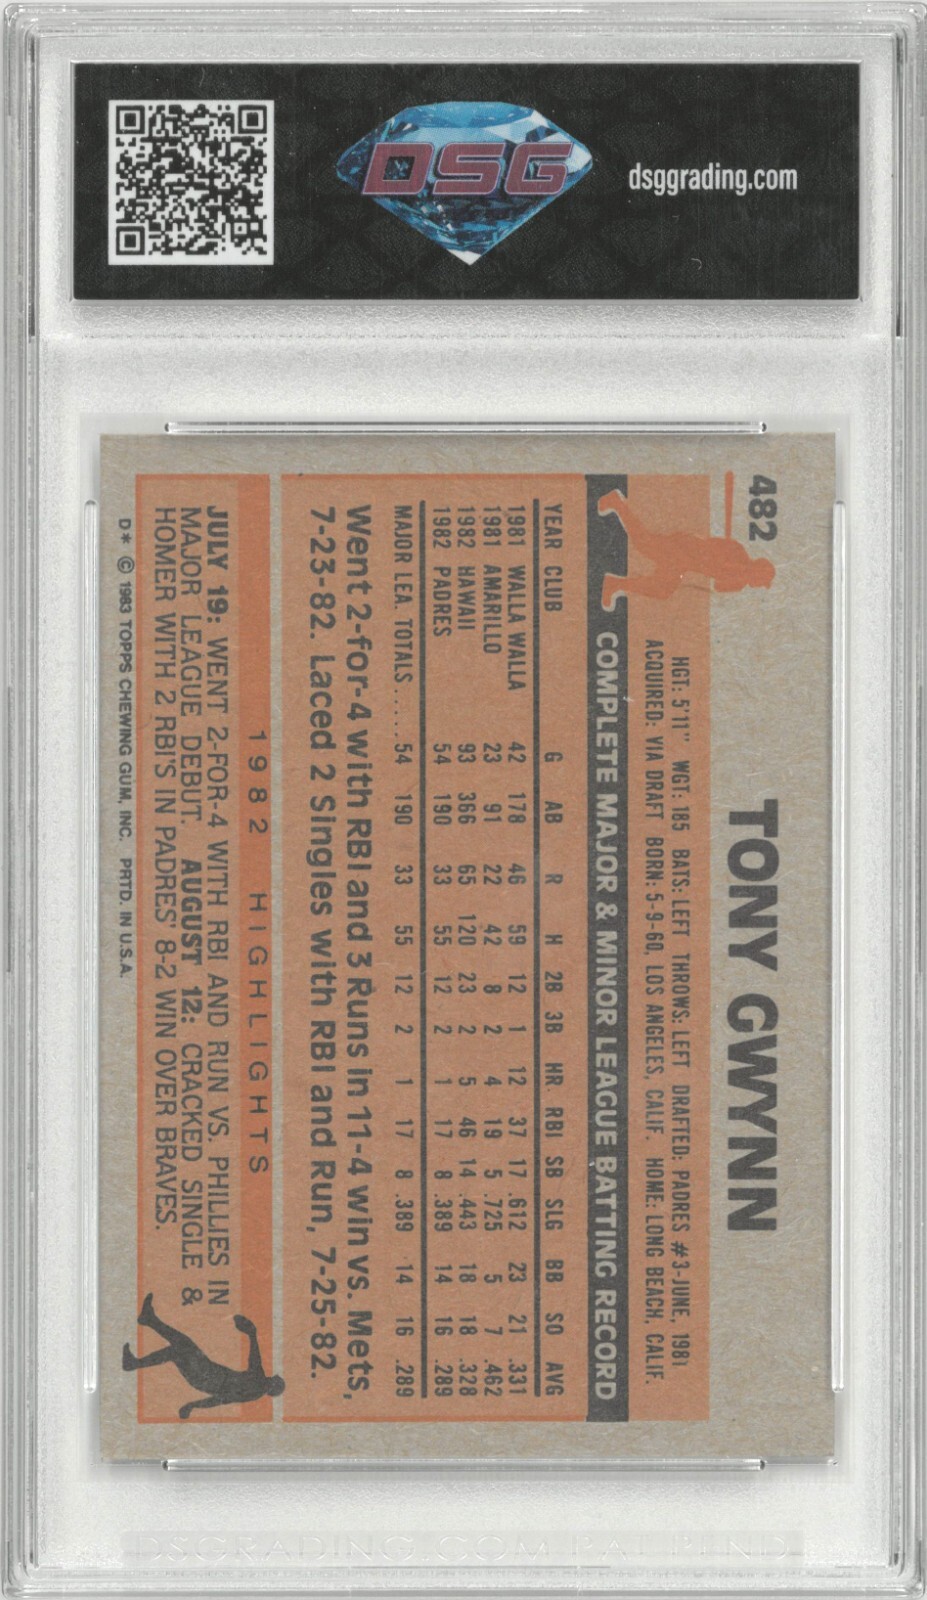 DSG
dsggrading.com
482
TONY GWYNN
HGT: 5'11" WGT: 185 BATS: LEFT THROWS: LEFT DRAFTED: PADRES #3-JUNE, 1981
ACQUIRED: VIA DRAFT BORN: 5-9-60, LOS ANGELES, CALIF. HOME: LONG BEACH, CALIF.
COMPLETE MAJOR & MINOR LEAGUE BATTING RECORD
YEAR CLUB G AB R H 2B 3B HR RBI SB SLG BB SO AVG
1981 WALLA WALLA 42 178 46 59 12 1 12 37 17 .612 23 21 .331
1981 AMARILLO 23 91 22 42 8 2 4 19 5 .725 5 7 .462
1982 HAWAII 93 366 65 120 23 2 5 46 14 .443 18 18 .328
1982 PADRES 54 190 33 55 12 2 1 17 8 .389 14 16 .289
MAJOR LEA. TOTALS..... 54 190 33 55 12 2 1 17 8 .389 14 16 .289
Went 2-for-4 with RBI and 3 Runs in 11-4 win vs. Mets,
7-23-82. Laced 2 Singles with RBI and Run, 7-25-82.
1982 HIGHLIGHTS
JULY 19: WENT 2-FOR-4 WITH RBI AND RUN VS. PHILLIES IN
MAJOR LEAGUE DEBUT. AUGUST 12: CRACKED SINGLE &
HOMER WITH 2 RBI'S IN PADRES' 8-2 WIN OVER BRAVES.
D* © 1983 TOPPS CHEWING GUM, INC. PRTD. IN U.S.A.
DSGRADING.COM PAT PEND